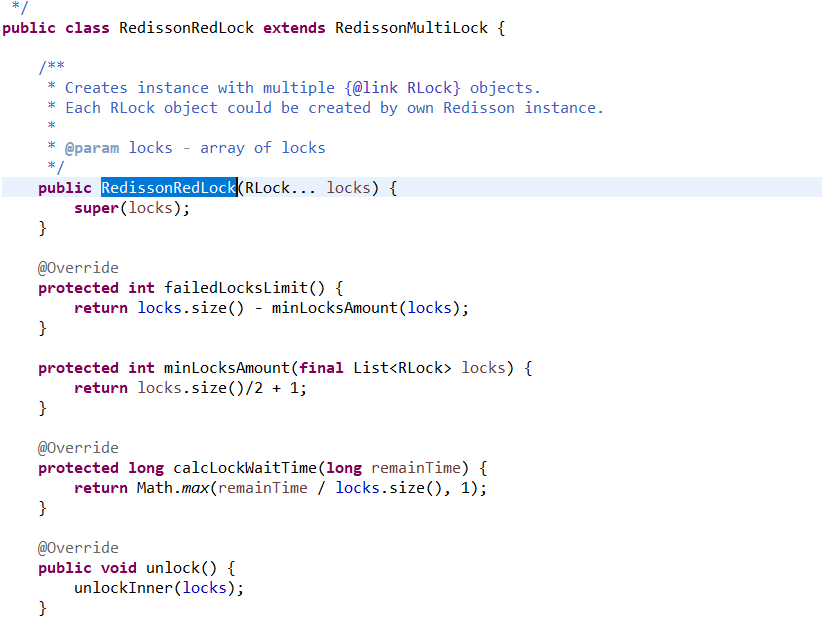 */
public class RedissonRedLock extends RedissonMultiLock {
/**
* Creates instance with multiple {@link RLock} objects.
* Each RLock object could be created by own Redisson instance.
*
* @param locks - array of locks
*/
public RedissonRedLock(RLock... locks) {
super(locks);
}
@Override
protected int failedLocksLimit() {
return locks.size() - minLocksAmount(locks);
}
protected int minLocksAmount(final List<RLock> locks) {
return locks.size()/2 + 1;
}
@Override
protected long calcLockWaitTime(long remainTime) {
return Math.max(remainTime / locks.size(), 1);
}
@Override
public void unlock() {
unlockInner(locks);
}